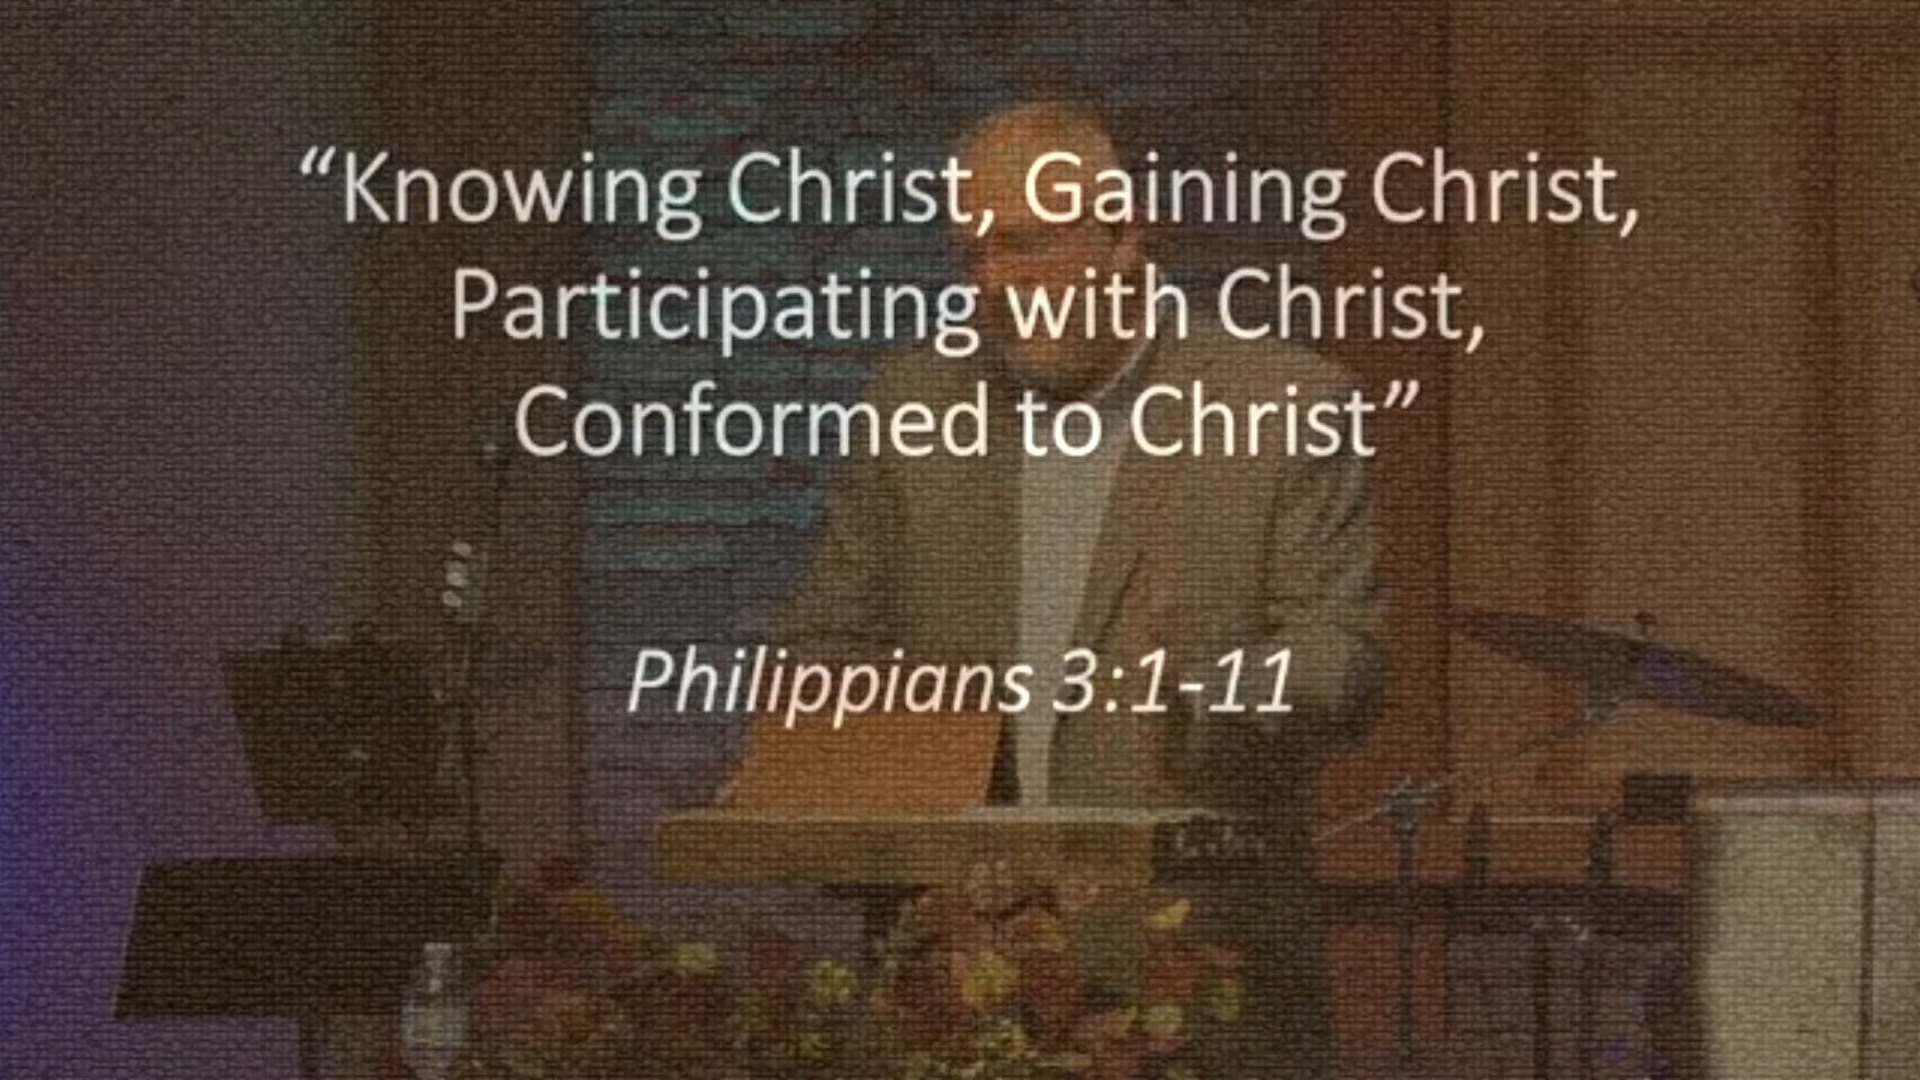 “Knowing Christ, Gaining Christ,
Participating with Christ,
Conformed to Christ”
Philippians 3:1-11